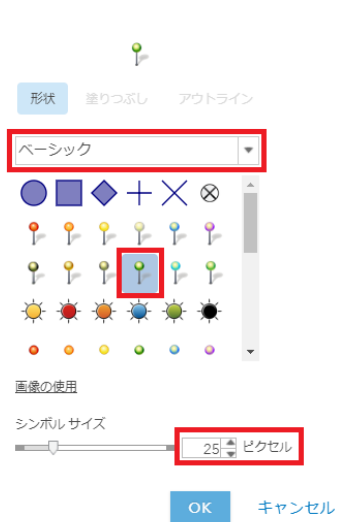 形状 塗りつぶし アウトライン
ベーシック
画像の使用
シンボル サイズ
25 ピクセル
OK キャンセル